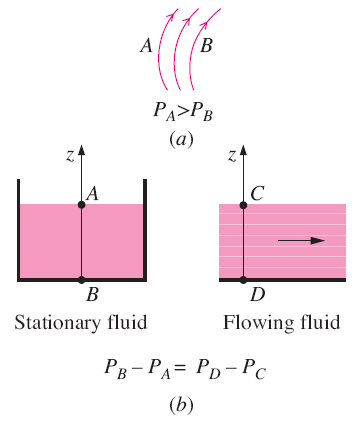 A B
P_A>P_B
(a)
z z
A C
B D
Stationary fluid Flowing fluid
P_B – P_A = P_D – P_C
(b)